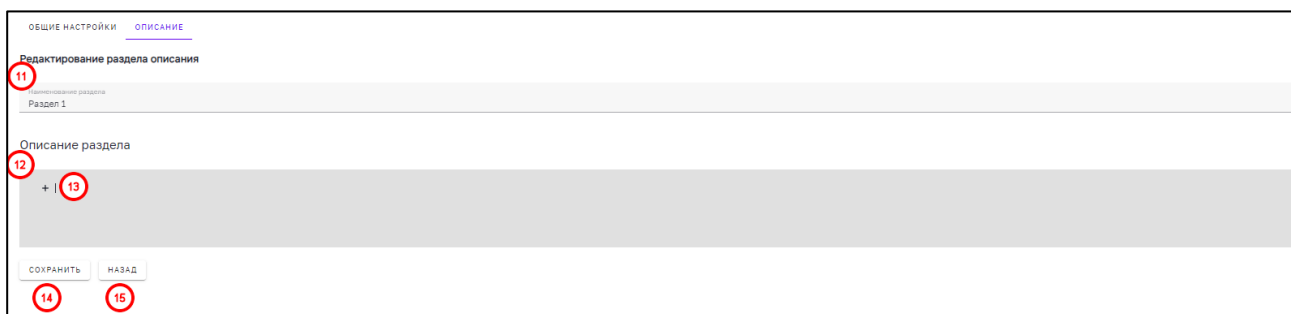 ОБЩИЕ НАСТРОЙКИ ОПИСАНИЕ
Редактирование раздела описания
11
Наименование раздела
Раздел 1
Описание раздела
12
+ | 13
СОХРАНИТЬ НАЗАД
14 15